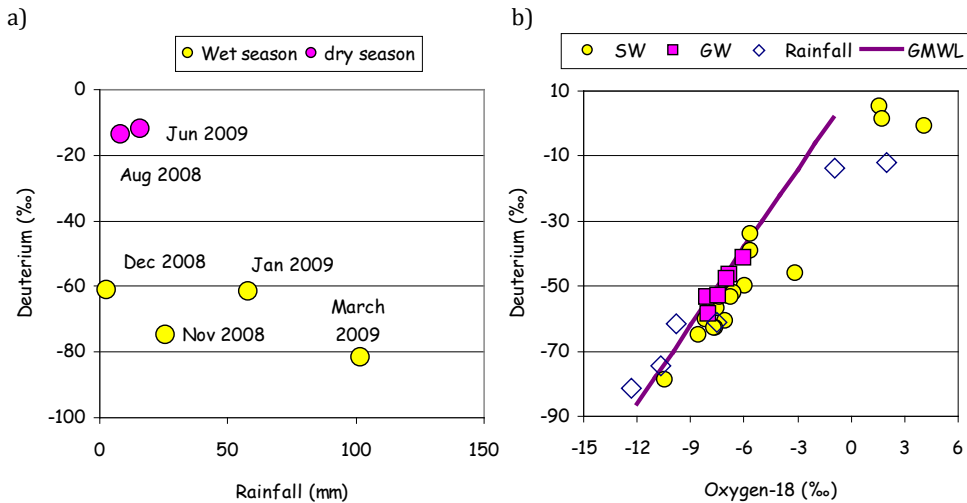 a)
Wet season dry season
0
-20
-40
-60
-80
-100
Deuterium (‰)
Jun 2009
Aug 2008
Dec 2008
Jan 2009
March
2009
Nov 2008
0 50 100 150
Rainfall (mm)
b)
SW GW Rainfall GMWL
10
-10
-30
-50
-70
-90
Deuterium (‰)
-15 -12 -9 -6 -3 0 3 6
Oxygen-18 (‰)